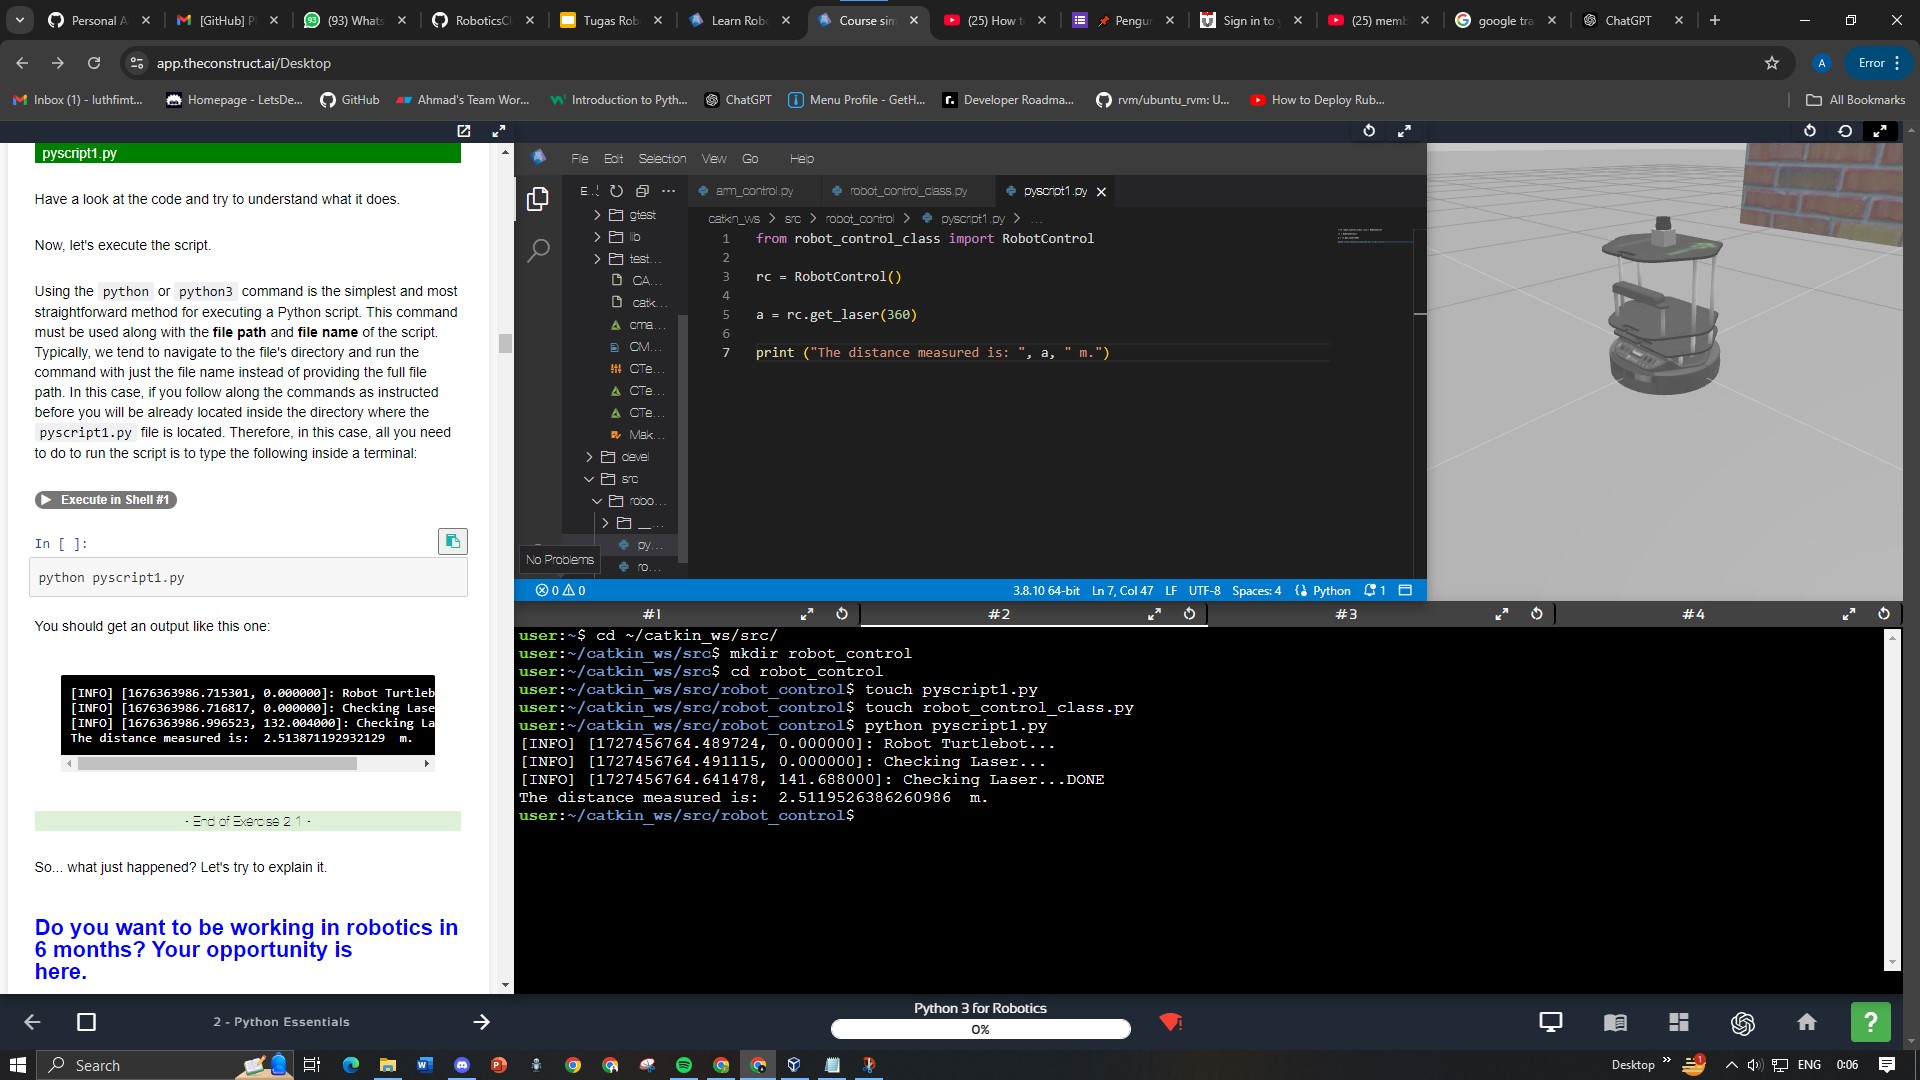 Personal A
[GitHub] Pl
(93) Whats
RoboticsCl
Tugas Rob
Learn Robo
Course sim
(25) How t
Pengur
Sign in to y
(25) memb
google tra
ChatGPT
app.theconstruct.ai/Desktop
A
Error
Inbox (1) - luthfimt...
Homepage - LetsDe...
GitHub
Ahmad's Team Wor...
Introduction to Pyth...
ChatGPT
Menu Profile - GetH...
Developer Roadma...
rvm/ubuntu_rvm: U...
How to Deploy Rub...
All Bookmarks
pyscript1.py
Have a look at the code and try to understand what it does.
Now, let's execute the script.
Using the python or python3 command is the simplest and most
straightforward method for executing a Python script. This command
must be used along with the file path and file name of the script.
Typically, we tend to navigate to the file's directory and run the
command with just the file name instead of providing the full file
path. In this case, if you follow along the commands as instructed
before you will be already located inside the directory where the
pyscript1.py file is located. Therefore, in this case, all you need
to do to run the script is to type the following inside a terminal:
Execute in Shell #1
In [ ]:
python pyscript1.py
You should get an output like this one:
[INFO] [1676363986.715301, 0.000000]: Robot Turtleb
[INFO] [1676363986.716817, 0.000000]: Checking Lase
[INFO] [1676363986.996523, 132.004000]: Checking La
The distance measured is:  2.513871192932129  m.
- End of Exercise 2.1 -
So... what just happened? Let's try to explain it.
Do you want to be working in robotics in
6 months? Your opportunity is
here.
File Edit Selection View Go Help
E...
gtest
lib
test...
CA...
catk...
cma...
CM...
CTe...
CTe...
CTe...
Mak...
devel
src
robo...
__...
py...
ro...
No Problems
arm_control.py
robot_control_class.py
pyscript1.py
catkin_ws > src > robot_control > pyscript1.py > ...
1 from robot_control_class import RobotControl
2
3 rc = RobotControl()
4
5 a = rc.get_laser(360)
6
7 print ("The distance measured is: ", a, " m.")
0 0
3.8.10 64-bit Ln 7, Col 47 LF UTF-8 Spaces: 4 Python 1
#1
#2
#3
#4
user:~$ cd ~/catkin_ws/src/
user:~/catkin_ws/src$ mkdir robot_control
user:~/catkin_ws/src$ cd robot_control
user:~/catkin_ws/src/robot_control$ touch pyscript1.py
user:~/catkin_ws/src/robot_control$ touch robot_control_class.py
user:~/catkin_ws/src/robot_control$ python pyscript1.py
[INFO] [1727456764.489724, 0.000000]: Robot Turtlebot...
[INFO] [1727456764.491115, 0.000000]: Checking Laser...
[INFO] [1727456764.641478, 141.688000]: Checking Laser...DONE
The distance measured is:  2.5119526386260986  m.
user:~/catkin_ws/src/robot_control$
2 - Python Essentials
Python 3 for Robotics
0%
?
Search
Desktop
1
ENG
0:06